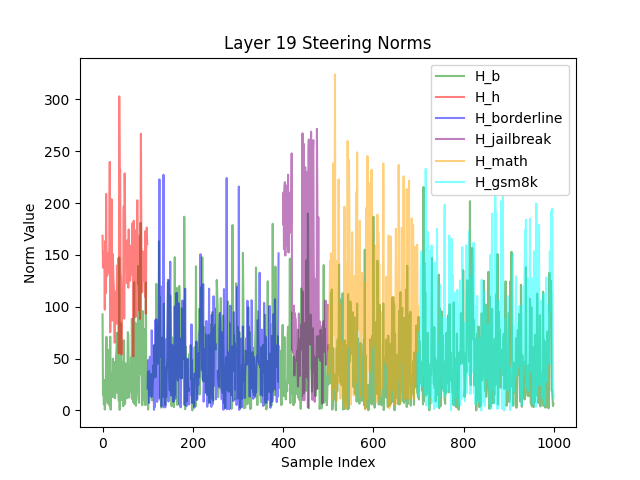 Layer 19 Steering Norms
H_b
H_h
H_borderline
H_jailbreak
H_math
H_gsm8k
300
250
200
150
100
50
0
Norm Value
0 200 400 600 800 1000
Sample Index